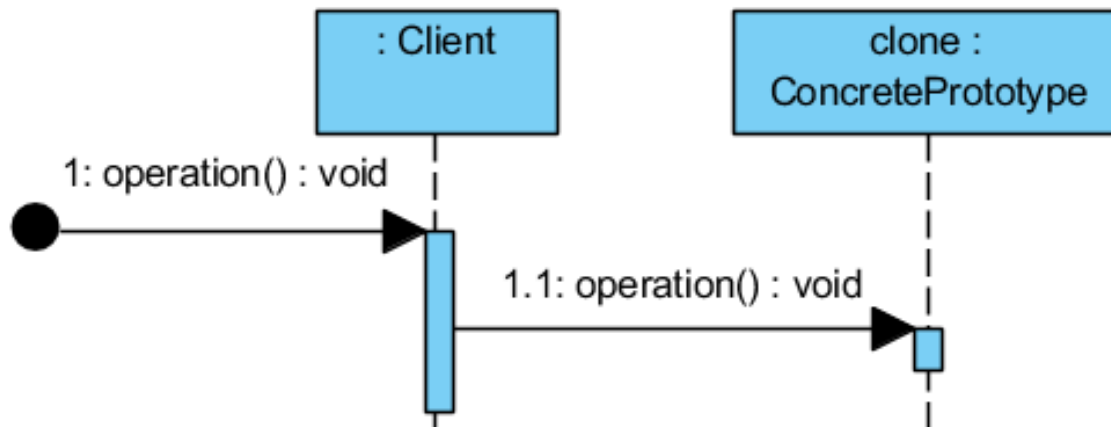 : Client
clone :
ConcretePrototype
1: operation() : void
1.1: operation() : void